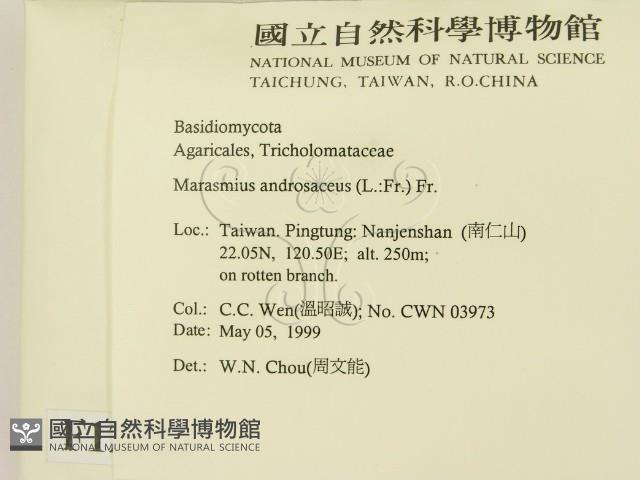 國立自然科學博物館
NATIONAL MUSEUM OF NATURAL SCIENCE
TAICHUNG, TAIWAN, R.O.CHINA
Basidiomycota
Agaricales, Tricholomataceae
Marasmius androsaceus (L.:Fr.) Fr.
Loc.: Taiwan. Pingtung: Nanjenshan (南仁山)
22.05N, 120.50E; alt. 250m;
on rotten branch.
Col.: C.C. Wen(溫昭誠); No. CWN 03973
Date: May 05, 1999
Det.: W.N. Chou(周文能)
國立自然科學博物館
NATIONAL MUSEUM OF NATURAL SCIENCE